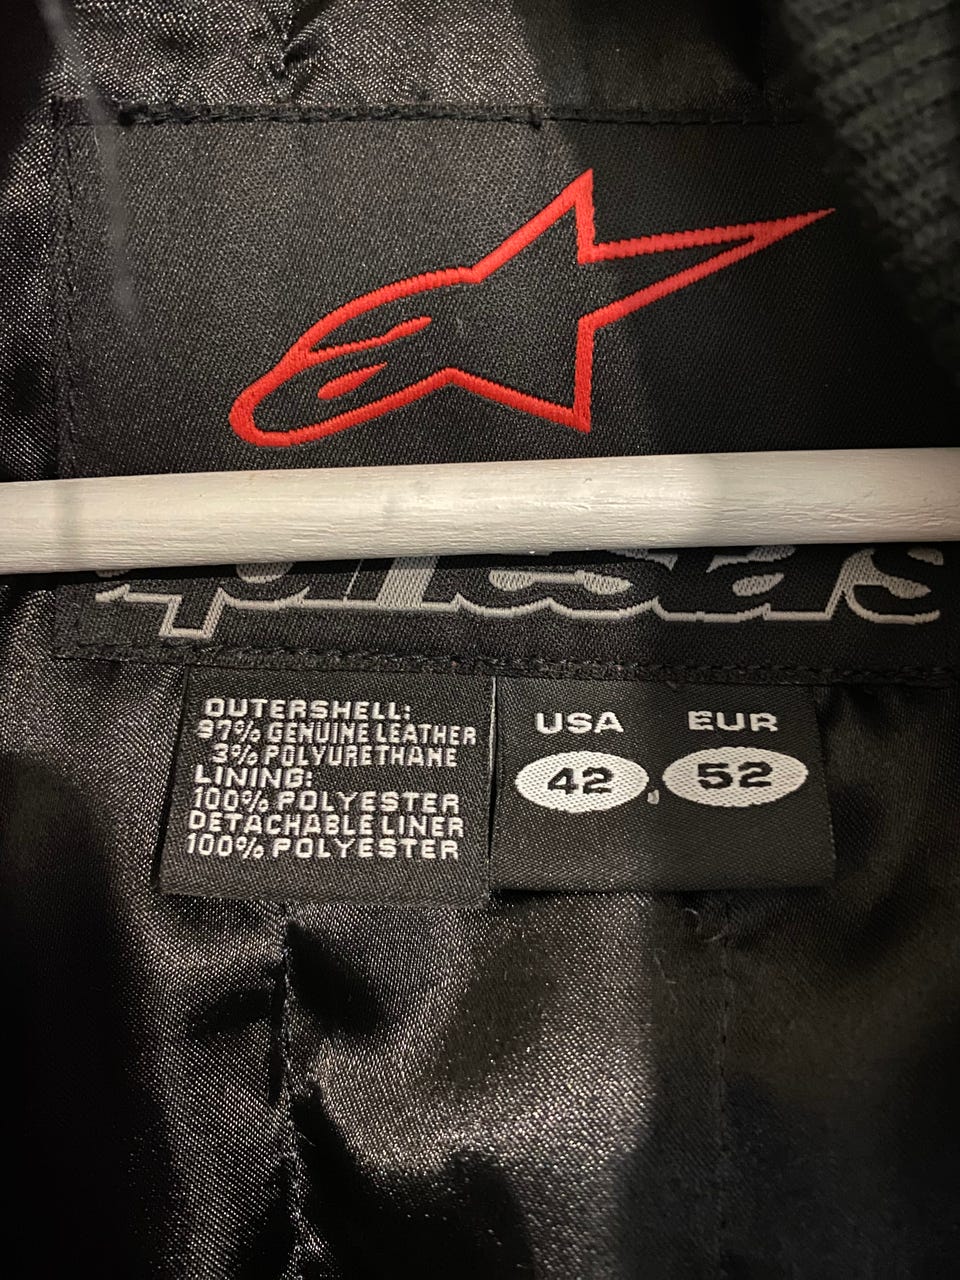 OUTERSHELL:
97% GENUINE LEATHER
3% POLYURETHANE
LINING:
100% POLYESTER
DETACHABLE LINER
100% POLYESTER
USA EUR
42 52